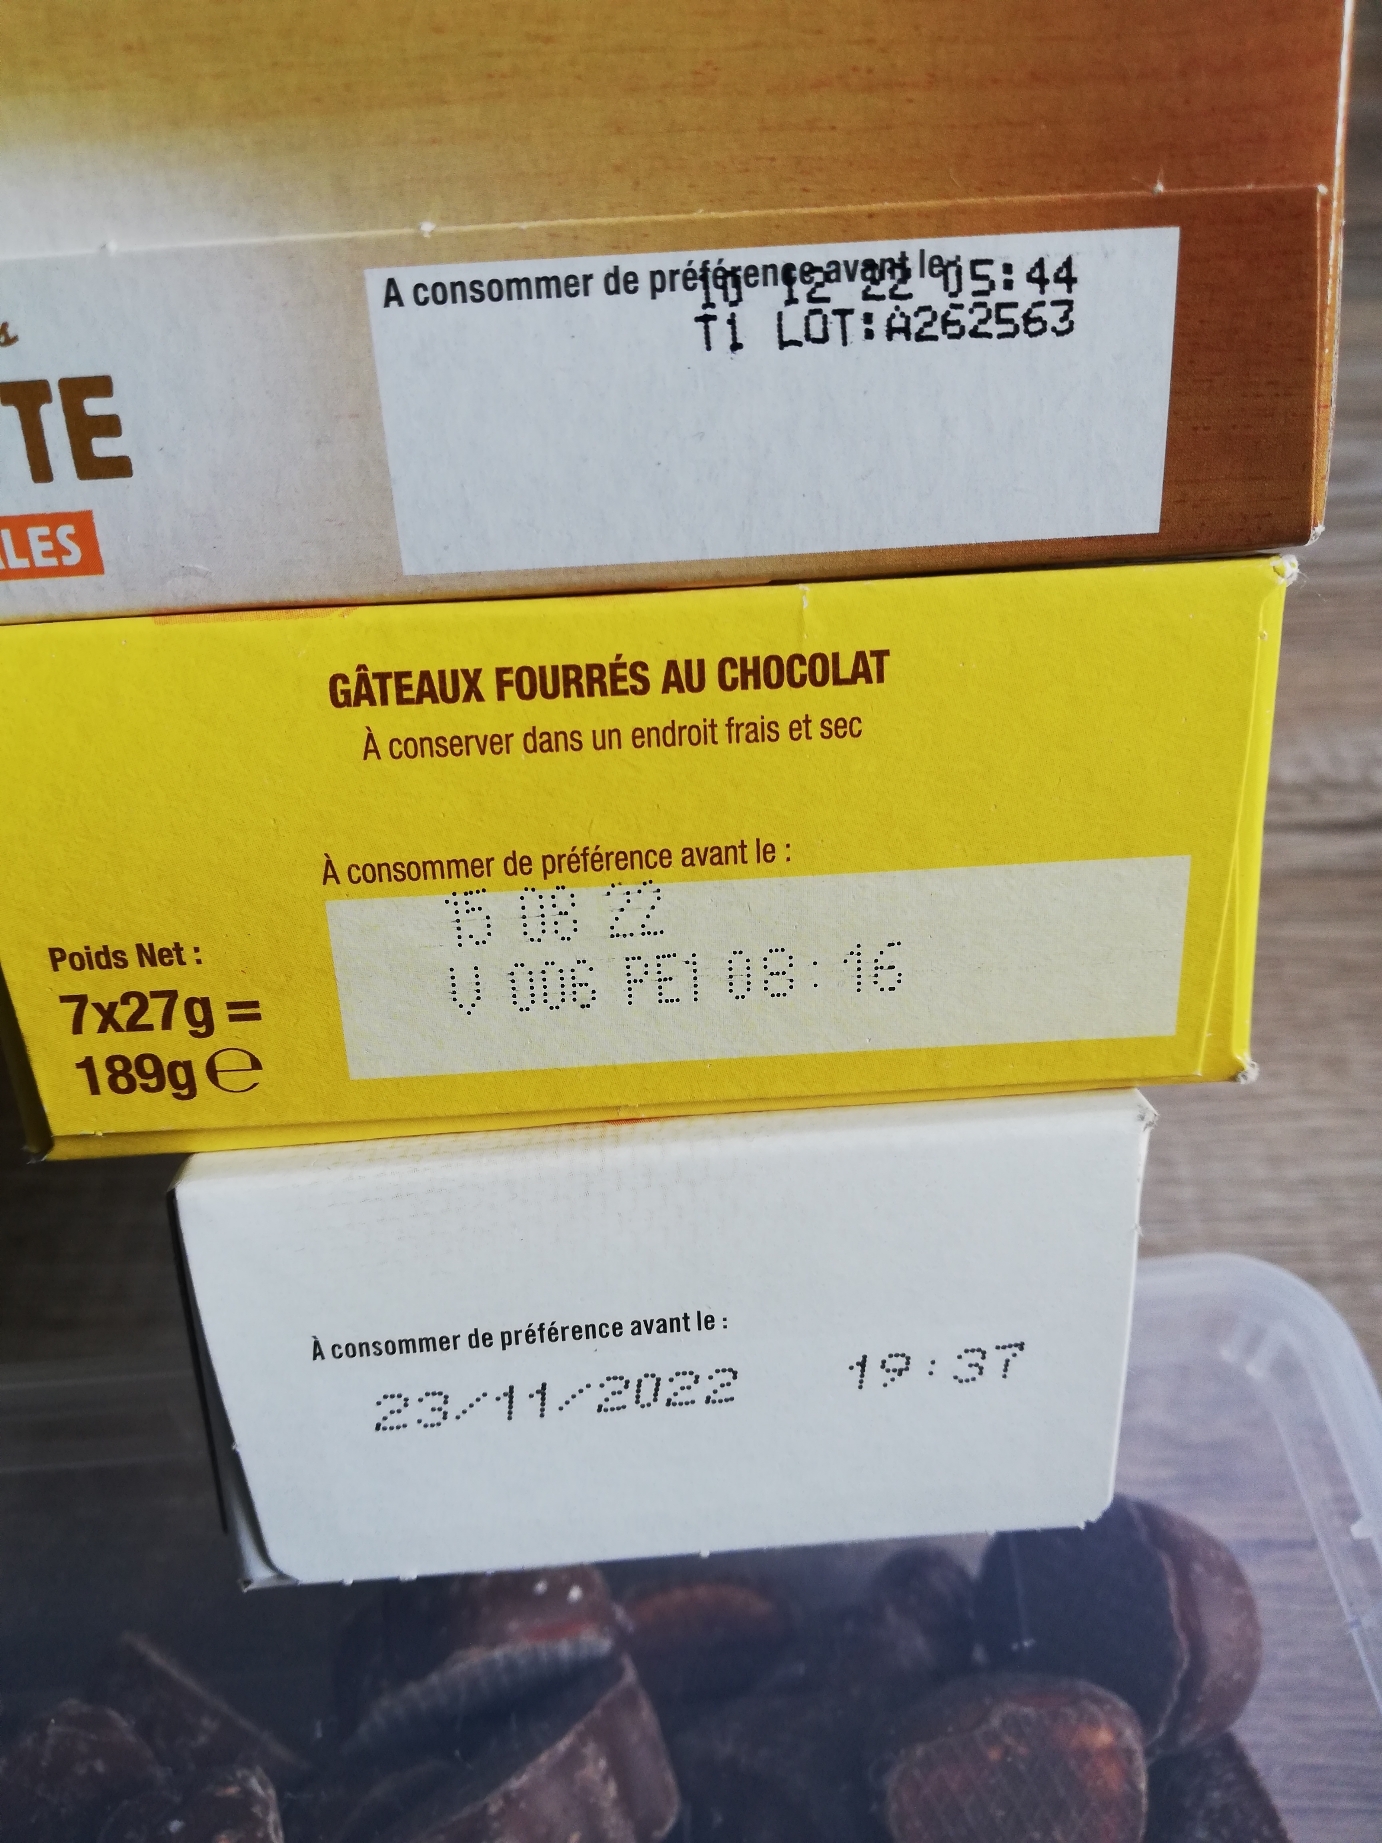 A consommer de préférence avant le:
10 12 22 05:44
T1 LOT:A262563
TE
LES
GÂTEAUX FOURRÉS AU CHOCOLAT
À conserver dans un endroit frais et sec
À consommer de préférence avant le :
15 08 22
V 006 PE1 08:16
Poids Net :
7x27g =
189g e
À consommer de préférence avant le :
23/11/2022 19:37